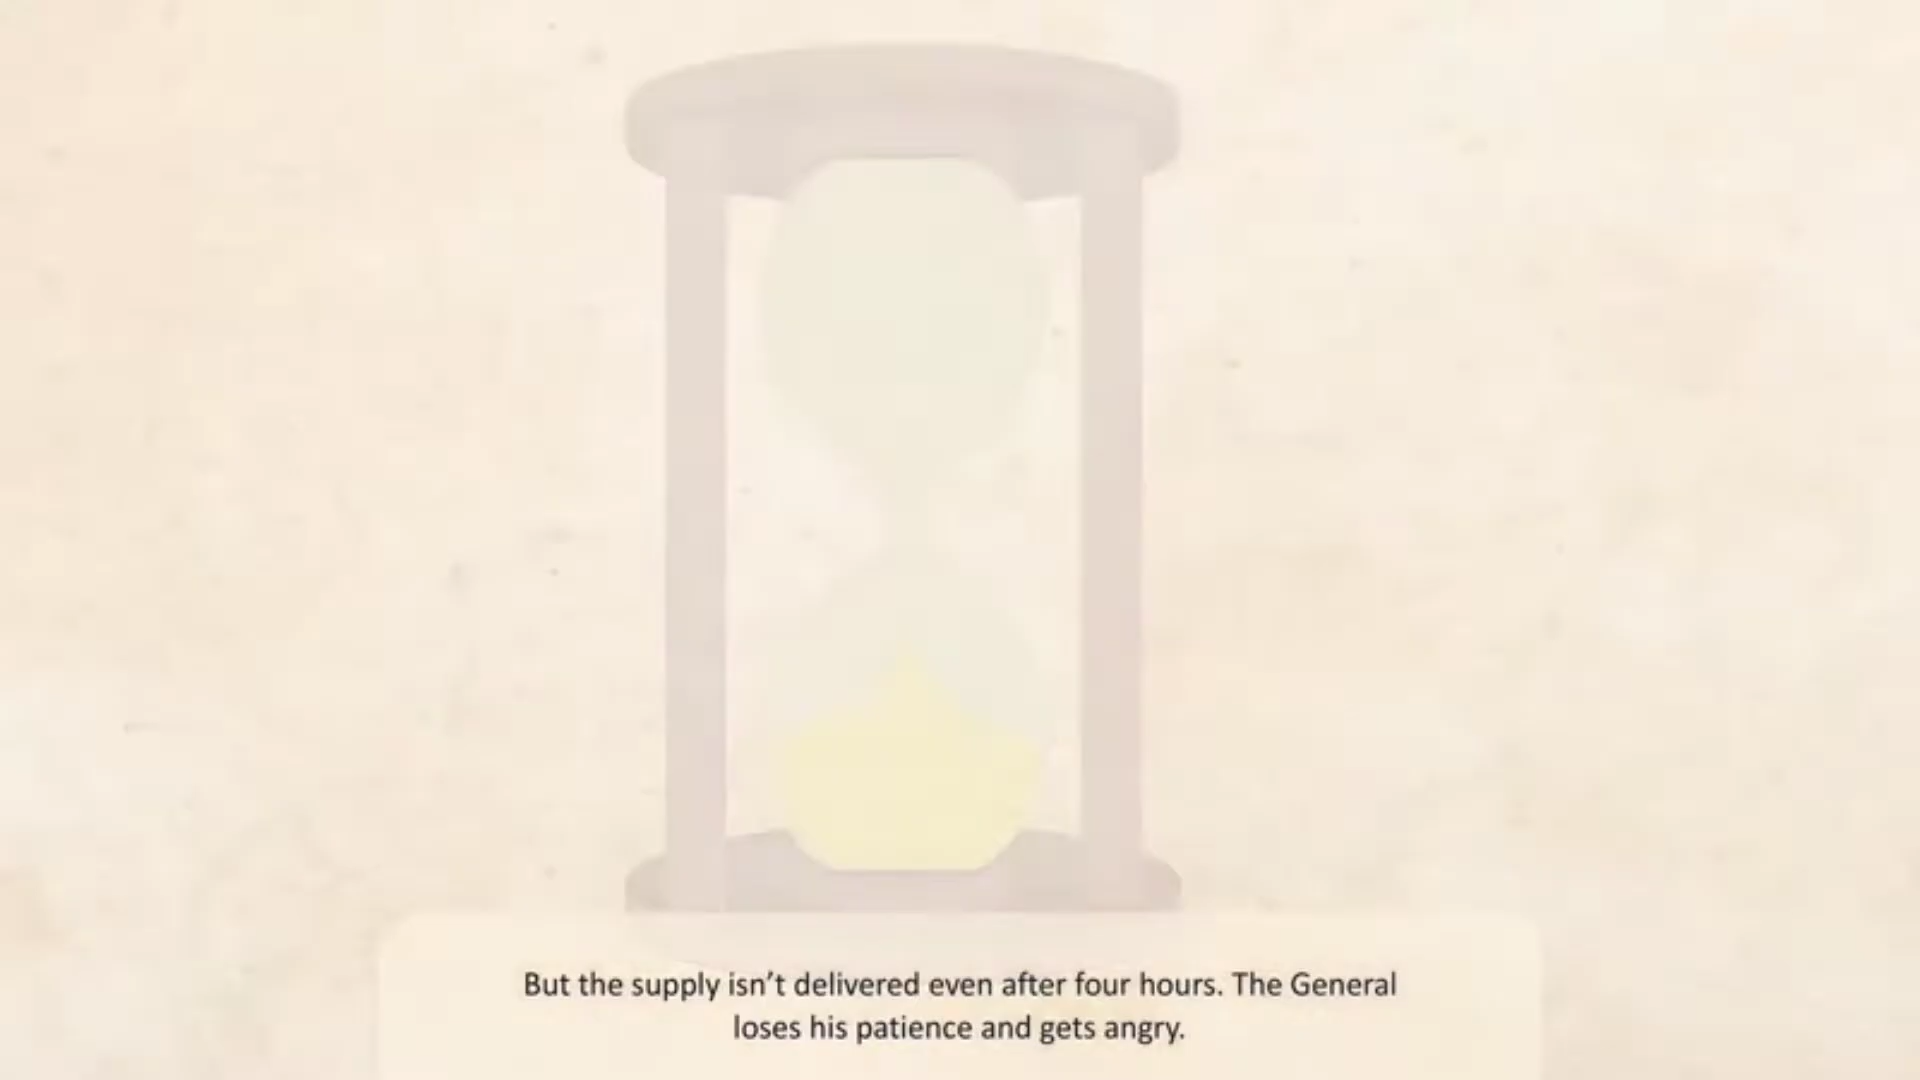 But the supply isn’t delivered even after four hours. The General
loses his patience and gets angry.